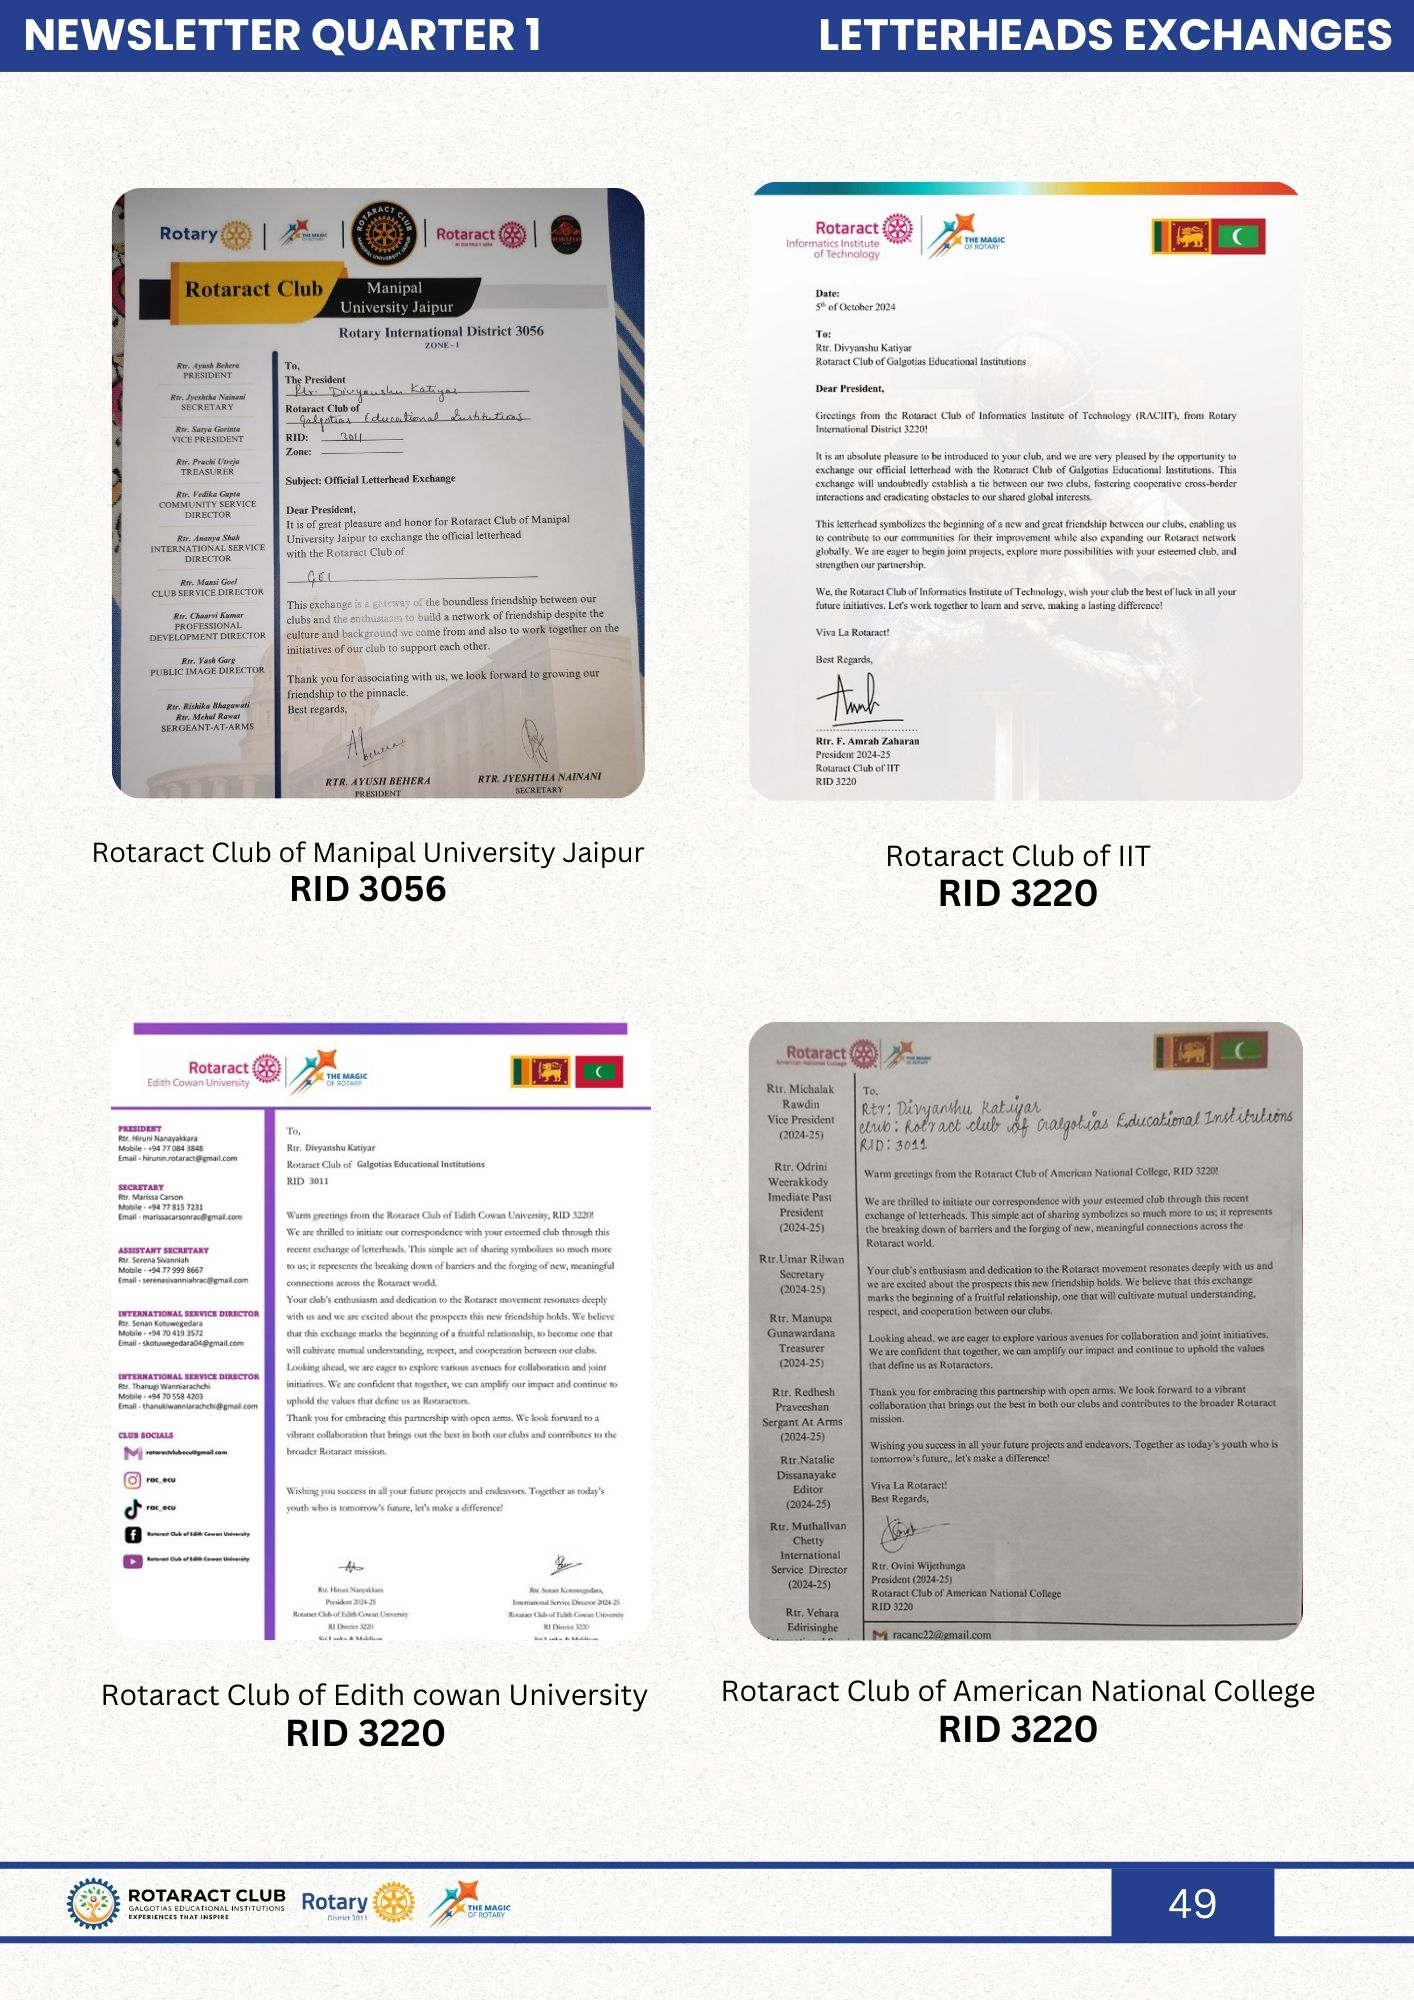 NEWSLETTER QUARTER 1
LETTERHEADS EXCHANGES
Rotary
THE MAGIC
OF ROTARY
ROTARACT CLUB
MANIPAL UNIVERSITY JAIPUR
Rotaract
Rotaract Club
Manipal
University Jaipur
Rotary International District 3056
ZONE - 1
Rtr. Ayush Behera
PRESIDENT
Rtr. Jyeshtha Nainani
SECRETARY
Rtr. Satya Gorinta
VICE PRESIDENT
Rtr. Prachi Utreja
TREASURER
Rtr. Vedika Gupta
COMMUNITY SERVICE
DIRECTOR
Rtr. Ananya Shah
INTERNATIONAL SERVICE
DIRECTOR
Rtr. Mansi Goel
CLUB SERVICE DIRECTOR
Rtr. Chaarvi Kumar
PROFESSIONAL
DEVELOPMENT DIRECTOR
Rtr. Yash Garg
PUBLIC IMAGE DIRECTOR
Rtr. Rishika Bhagawati
Rtr. Mehul Rawat
SERGEANT-AT-ARMS
To,
The President
Rtr. Divyanshu Katiyar
Rotaract Club of
Galgotias Educational Institutions
RID: 3011
Zone:
Subject: Official Letterhead Exchange
Dear President,
It is of great pleasure and honor for Rotaract Club of Manipal
University Jaipur to exchange the official letterhead
with the Rotaract Club of
GEI
This exchange is a gateway of the boundless friendship between our
clubs and the enthusiasm to build a network of friendship despite the
culture and background we come from and also to work together on the
initiatives of our club to support each other.
Thank you for associating with us, we look forward to growing our
friendship to the pinnacle.
Best regards,
RTR. AYUSH BEHERA
PRESIDENT
RTR. JYESHTHA NAINANI
SECRETARY
Rotaract Club of Manipal University Jaipur
RID 3056
Rotaract
Informics Institute
of Technology
THE MAGIC
OF ROTARY
Date:
5th of October 2024
To:
Rtr. Divyanshu Katiyar
Rotaract Club of Galgotias Educational Institutions
Dear President,
Greetings from the Rotaract Club of Informatics Institute of Technology (RACIIT), from Rotary
International District 3220!
It is an absolute pleasure to be introduced to your club, and we are very pleased by the opportunity to
exchange our official letterhead with the Rotaract Club of Galgotias Educational Institutions. This
exchange will undoubtedly establish a tie between our two clubs, fostering cooperative cross-border
interactions and eradicating obstacles to our shared global interests.
This letterhead symbolizes the beginning of a new and great friendship between our clubs, enabling us
to contribute to our communities for their improvement while also expanding our Rotaract network
globally. We are eager to begin joint projects, explore more possibilities with your esteemed club, and
strengthen our partnership.
We, the Rotaract Club of Informatics Institute of Technology, wish your club the best of luck in all your
future initiatives. Let's work together to learn and serve, making a lasting difference!
Viva La Rotaract!
Best Regards,
Rtr. F. Amrah Zaharan
President 2024-25
Rotaract Club of IIT
RID 3220
Rotaract Club of IIT
RID 3220
Rotaract
Edith Cowan University
THE MAGIC
OF ROTARY
PRESIDENT
Rtr. Hiruni Nanayakkara
Mobile - +94 77 084 3848
Email - hirunin.rotaract@gmail.com
SECRETARY
Rtr. Marissa Carson
Mobile - +94 77 815 7231
Email - marissacarsonrac@gmail.com
ASSISTANT SECRETARY
Rtr. Serena Sivanniah
Mobile - +94 77 999 8667
Email - serenasivanniahrac@gmail.com
INTERNATIONAL SERVICE DIRECTOR
Rtr. Senan Kotuwegedara
Mobile - +94 70 419 3572
Email - skotuwegedara04@gmail.com
INTERNATIONAL SERVICE DIRECTOR
Rtr. Thanugi Wanniarachchi
Mobile - +94 70 558 4203
Email - thanukiwanniarachchi@gmail.com
CLUB SOCIALS
rotaractclubecu@gmail.com
rac_ecu
rac_ecu
Rotaract Club of Edith Cowan University
Rotaract Club of Edith Cowan University
To,
Rtr. Divyanshu Katiyar
Rotaract Club of Galgotias Educational Institutions
RID 3011
Warm greetings from the Rotaract Club of Edith Cowan University, RID 3220!
We are thrilled to initiate our correspondence with your esteemed club through this
recent exchange of letterheads. This simple act of sharing symbolizes so much more
to us; it represents the breaking down of barriers and the forging of new, meaningful
connections across the Rotaract world.
Your club's enthusiasm and dedication to the Rotaract movement resonates deeply
with us and we are excited about the prospects this new friendship holds. We believe
that this exchange marks the beginning of a fruitful relationship, to become one that
will cultivate mutual understanding, respect, and cooperation between our clubs.
Looking ahead, we are eager to explore various avenues for collaboration and joint
initiatives. We are confident that together, we can amplify our impact and continue to
uphold the values that define us as Rotaractors.
Thank you for embracing this partnership with open arms. We look forward to a
vibrant collaboration that brings out the best in both our clubs and contributes to the
broader Rotaract mission.
Wishing you success in all your future projects and endeavors. Together as today's
youth who is tomorrow's future, let's make a difference!
Rtr. Hiruni Nanyakkara
President 2024-25
Rotaract Club of Edith Cowan University
RI District 3220
Sri Lanka & Maldives
Rtr. Senan Kotuwegedara,
International Service Director 2024-25
Rotaract Club of Edith Cowan University
RI District 3220
Sri Lanka & Maldives
Rotaract Club of Edith cowan University
RID 3220
Rotaract
American National College
THE MAGIC
OF ROTARY
Rtr. Michalak
Rawdin
Vice President
(2024-25)
Rtr. Odrini
Weerakkody
Imediate Past
President
(2024-25)
Rtr.Umar Rilwan
Secretary
(2024-25)
Rtr. Manupa
Gunawardana
Treasurer
(2024-25)
Rtr. Redhesh
Praveeshan
Sergant At Arms
(2024-25)
Rtr.Natalie
Dissanayake
Editor
(2024-25)
Rtr. Muthallvan
Chetty
International
Service Director
(2024-25)
Rtr. Vehara
Edirisinghe
To,
Rtr: Divyanshu Katiyar
club: Rotract club of Galgotias Educational Institutions
RID: 3011
Warm greetings from the Rotaract Club of American National College, RID 3220!
We are thrilled to initiate our correspondence with your esteemed club through this recent
exchange of letterheads. This simple act of sharing symbolizes so much more to us; it represents
the breaking down of barriers and the forging of new, meaningful connections across the
Rotaract world.
Your club's enthusiasm and dedication to the Rotaract movement resonates deeply with us and
we are excited about the prospects this new friendship holds. We believe that this exchange
marks the beginning of a fruitful relationship, one that will cultivate mutual understanding,
respect, and cooperation between our clubs.
Looking ahead, we are eager to explore various avenues for collaboration and joint initiatives.
We are confident that together, we can amplify our impact and continue to uphold the values
that define us as Rotaractors.
Thank you for embracing this partnership with open arms. We look forward to a vibrant
collaboration that brings out the best in both our clubs and contributes to the broader Rotaract
mission.
Wishing you success in all your future projects and endeavors. Together as today's youth who is
tomorrow's future,, let's make a difference!
Viva La Rotaract!
Best Regards,
Rtr. Ovini Wijethunga
President (2024-25)
Rotaract Club of American National College
RID 3220
racanc22@gmail.com
Rotaract Club of American National College
RID 3220
ROTARACT CLUB
GALGOTIAS EDUCATIONAL INSTITUTIONS
EXPERIENCES THAT INSPIRE
Rotary
District 3011
THE MAGIC
OF ROTARY
49